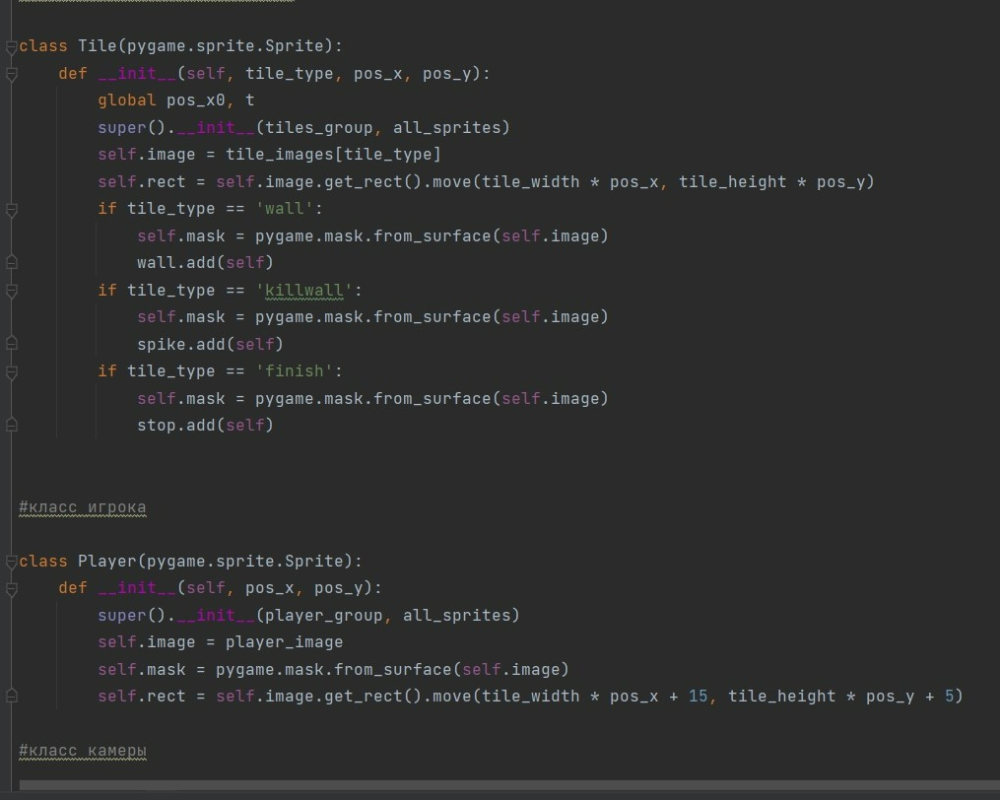 class Tile(pygame.sprite.Sprite):
    def __init__(self, tile_type, pos_x, pos_y):
        global pos_x0, t
        super().__init__(tiles_group, all_sprites)
        self.image = tile_images[tile_type]
        self.rect = self.image.get_rect().move(tile_width * pos_x, tile_height * pos_y)
        if tile_type == 'wall':
            self.mask = pygame.mask.from_surface(self.image)
            wall.add(self)
        if tile_type == 'killwall':
            self.mask = pygame.mask.from_surface(self.image)
            spike.add(self)
        if tile_type == 'finish':
            self.mask = pygame.mask.from_surface(self.image)
            stop.add(self)
#класс игрока
class Player(pygame.sprite.Sprite):
    def __init__(self, pos_x, pos_y):
        super().__init__(player_group, all_sprites)
        self.image = player_image
        self.mask = pygame.mask.from_surface(self.image)
        self.rect = self.image.get_rect().move(tile_width * pos_x + 15, tile_height * pos_y + 5)
#класс камеры